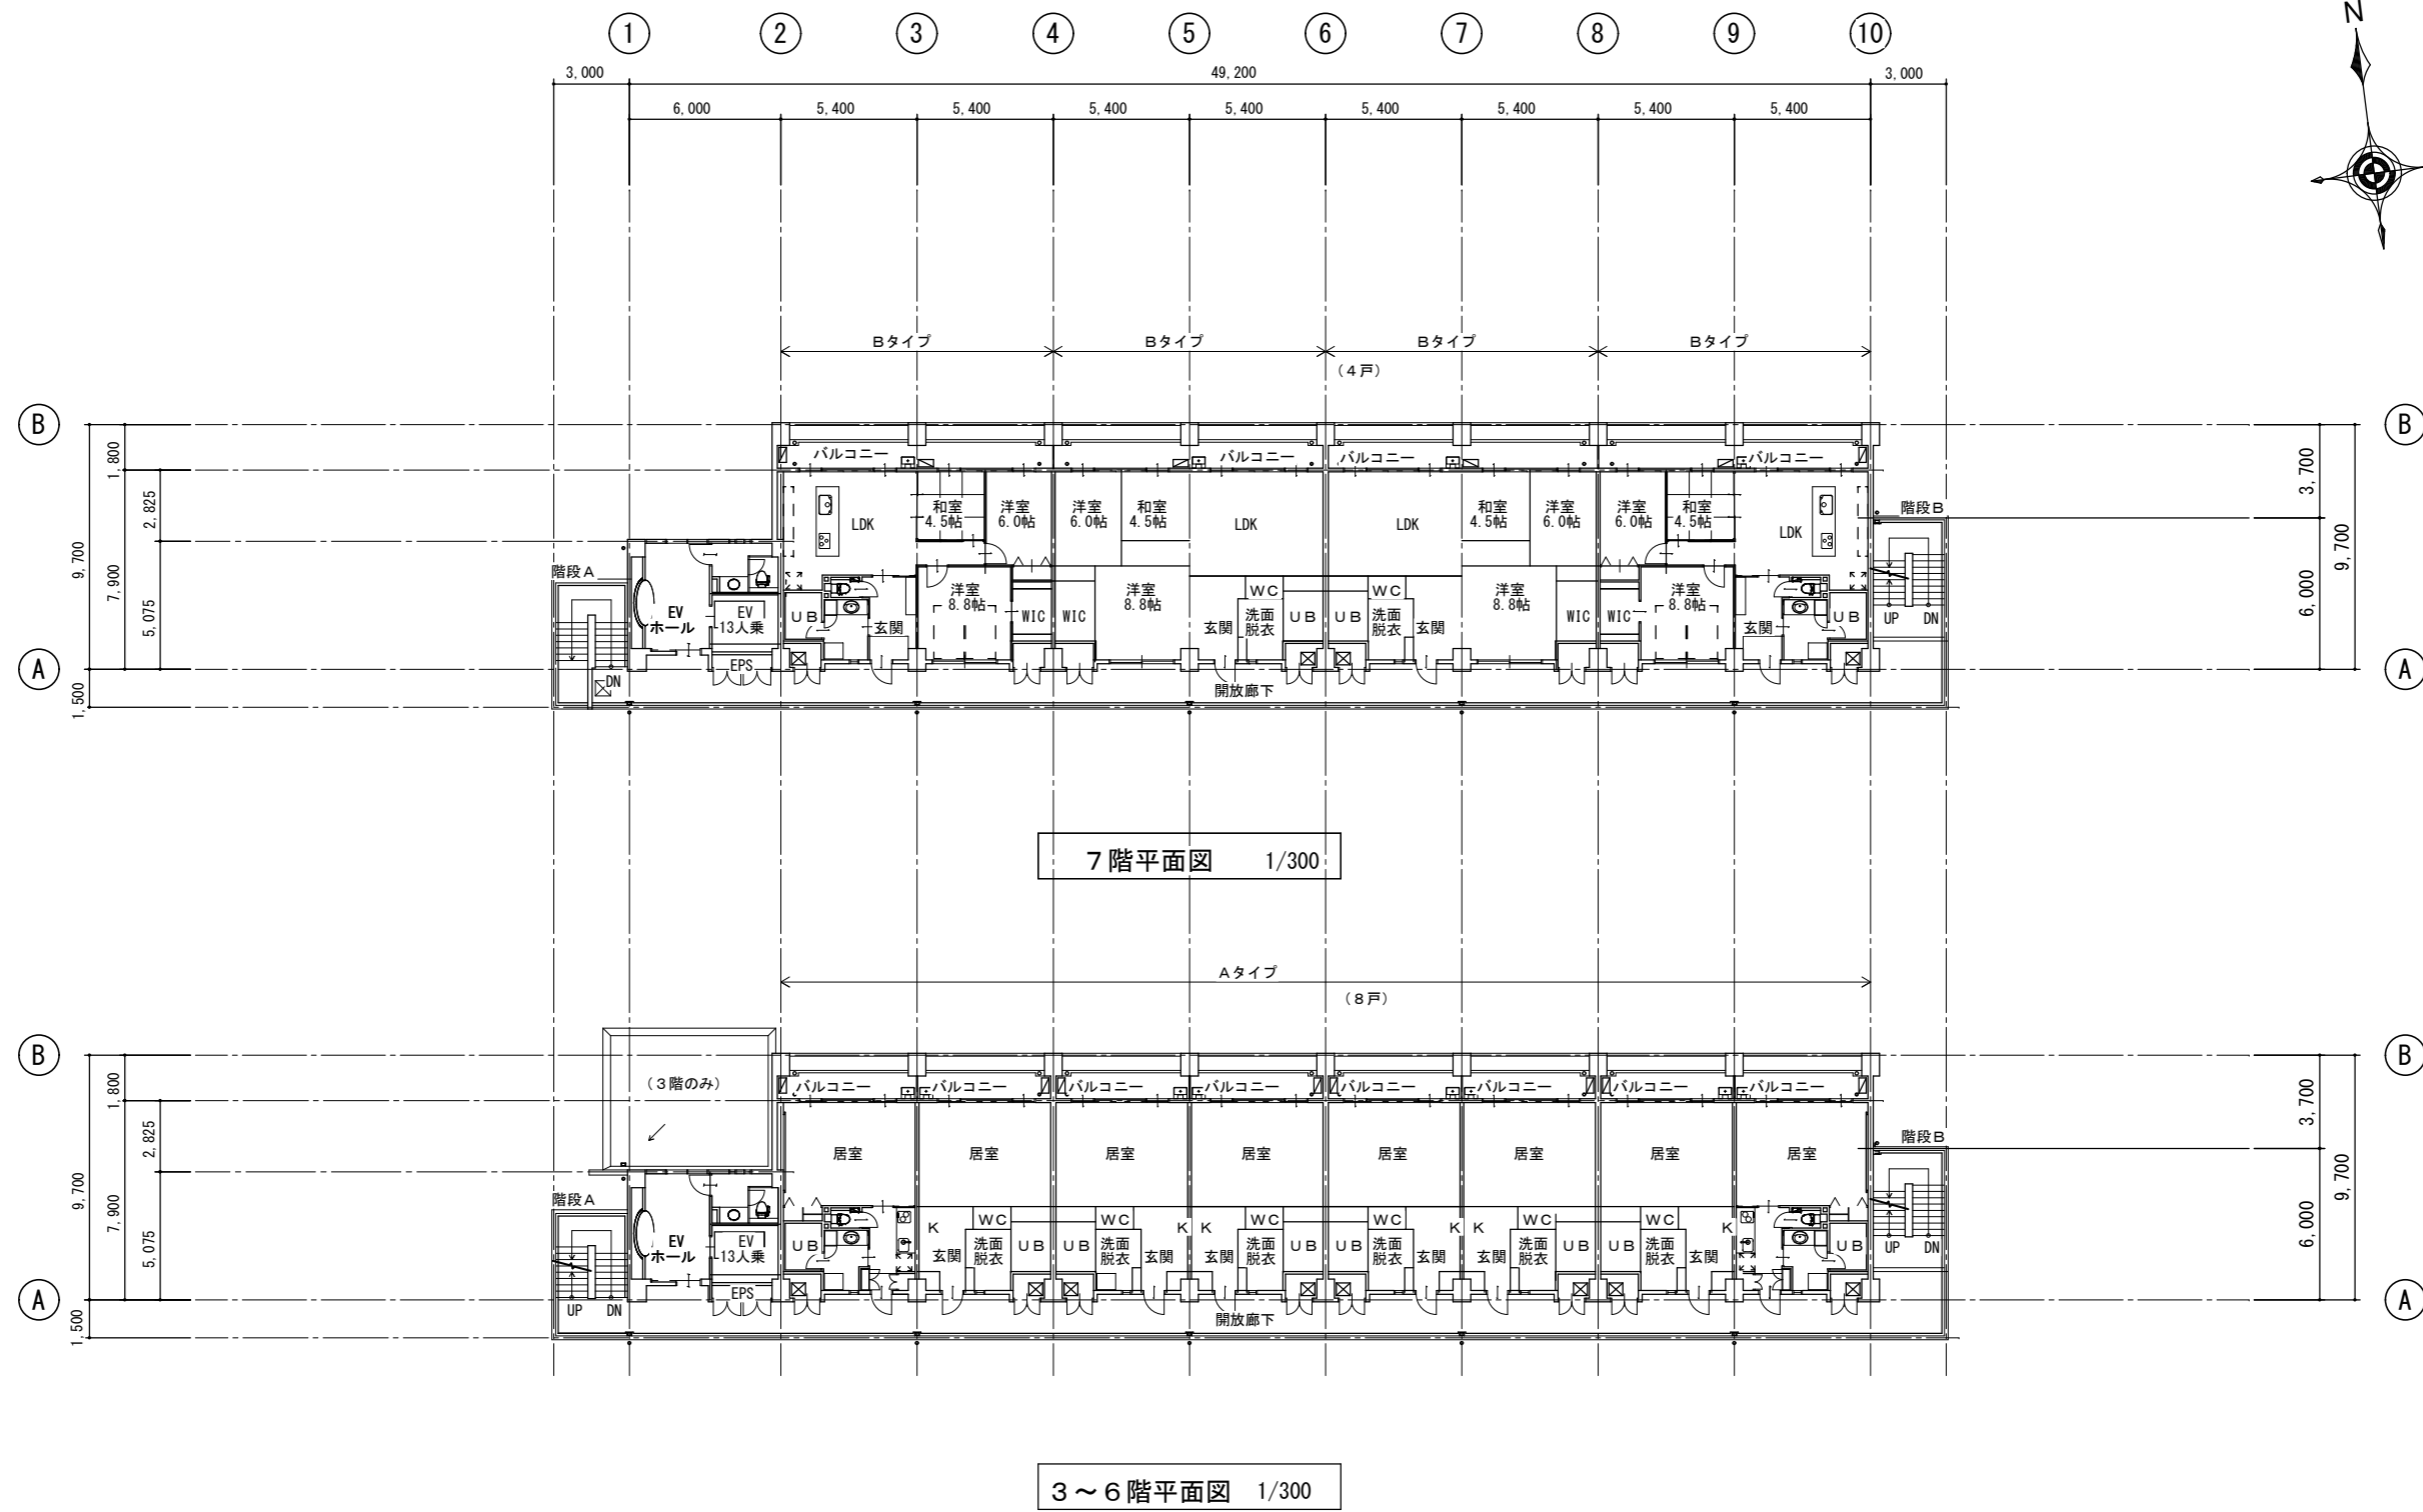 N
① ② ③ ④ ⑤ ⑥ ⑦ ⑧ ⑨ ⑩
3,000 49,200 3,000
6,000 5,400 5,400 5,400 5,400 5,400 5,400 5,400 5,400
Bタイプ Bタイプ Bタイプ Bタイプ
(4戸)
Ⓑ Ⓑ
1,800 2,825 5,075 7,900 9,700 1,500
3,700 6,000 9,700
バルコニー バルコニー バルコニー バルコニー
LDK 和室 洋室 洋室 和室 LDK LDK 和室 洋室 洋室 和室 LDK
4.5帖 6.0帖 6.0帖 4.5帖 4.5帖 6.0帖 6.0帖 4.5帖
階段B
階段A
洋室 洋室 WC WC 洋室 洋室
8.8帖 8.8帖 8.8帖 8.8帖
EV EV UB 玄関 WIC WIC 玄関 洗面 UB UB 洗面 玄関 WIC WIC 玄関 UB UP DN
ホール 13人乗 脱衣 脱衣
EPS
Ⓐ Ⓐ
DN
開放廊下
7階平面図 1/300
Aタイプ
(8戸)
Ⓑ Ⓑ
1,800 2,825 5,075 7,900 9,700 1,500
3,700 6,000 9,700
(3階のみ)
バルコニー バルコニー バルコニー バルコニー バルコニー バルコニー バルコニー バルコニー
階段B
居室 居室 居室 居室 居室 居室 居室 居室
階段A
K WC WC K K WC WC K K WC WC K
EV EV UB 玄関 洗面 UB UB 洗面 玄関 玄関 洗面 UB UB 洗面 玄関 玄関 洗面 UB UB 洗面 玄関 UB UP DN
ホール 13人乗 脱衣 脱衣 脱衣 脱衣 脱衣 脱衣
EPS
Ⓐ Ⓐ
UP DN
開放廊下
3～6階平面図 1/300